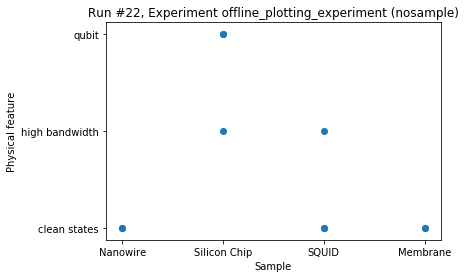 Run #22, Experiment offline_plotting_experiment (nosample)
qubit
high bandwidth
clean states
Physical feature
Nanowire Silicon Chip SQUID Membrane
Sample